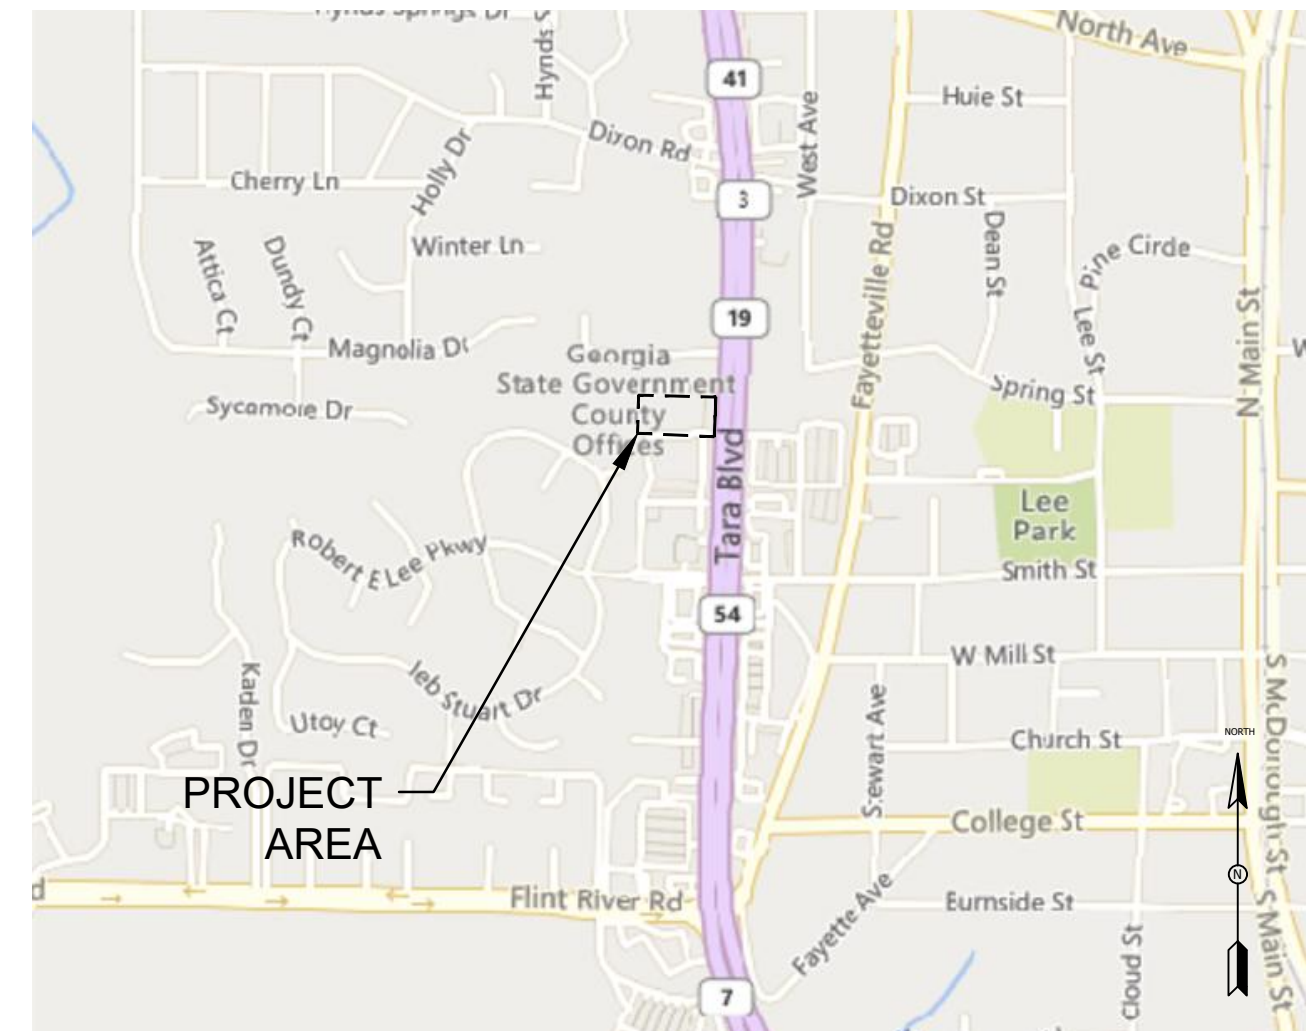 Hynds Springs Dr
Hynds S
North Ave
41
Huie St
West Ave
Dixon Rd
Cherry Ln
Holly Dr
3
Dixon St
Winter Ln
Dean St
Pine Circle
Attica Ct
Dundy Ct
19
Fayetteville Rd
Lee St
N Main St
W
Magnolia Dr
Georgia
State Government
County
Offices
Spring St
Sycamore Dr
Tara Blvd
Lee
Park
Robert E Lee Pkwy
Smith St
54
W Mill St
Kaden Dr
Jeb Stuart Dr
Utoy Ct
Stewart Ave
Church St
NORTH
S McDonough St
PROJECT
AREA
College St
N
d
Flint River Rd
Fayette Ave
Burnside St
S Main St
Cloud St
7